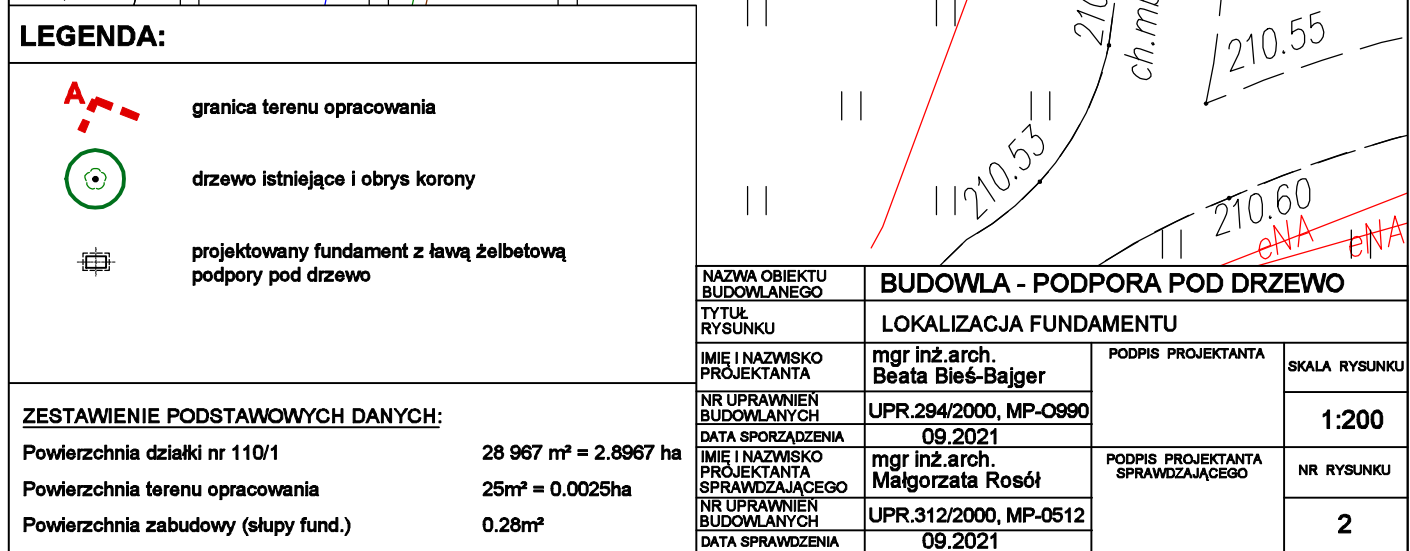 LEGENDA:
A
granica terenu opracowania
drzewo istniejące i obrys korony
projektowany fundament z ławą żelbetową
podpory pod drzewo
ZESTAWIENIE PODSTAWOWYCH DANYCH:
Powierzchnia działki nr 110/1 28 967 m² = 2.8967 ha
Powierzchnia terenu opracowania 25m² = 0.0025ha
Powierzchnia zabudowy (słupy fund.) 0.28m²
210.55
210.53
210.60
eNA
eNA
NAZWA OBIEKTU
BUDOWLANEGO
BUDOWLA - PODPORA POD DRZEWO
TYTUŁ
RYSUNKU
LOKALIZACJA FUNDAMENTU
IMIĘ I NAZWISKO
PROJEKTANTA
mgr inż.arch.
Beata Bieś-Bajger
PODPIS PROJEKTANTA
SKALA RYSUNKU
NR UPRAWNIEŃ
BUDOWLANYCH
UPR.294/2000, MP-O990
1:200
DATA SPORZĄDZENIA
09.2021
IMIĘ I NAZWISKO
PROJEKTANTA
SPRAWDZAJĄCEGO
mgr inż.arch.
Małgorzata Rosół
PODPIS PROJEKTANTA
SPRAWDZAJĄCEGO
NR RYSUNKU
NR UPRAWNIEŃ
BUDOWLANYCH
UPR.312/2000, MP-0512
2
DATA SPRAWDZENIA
09.2021